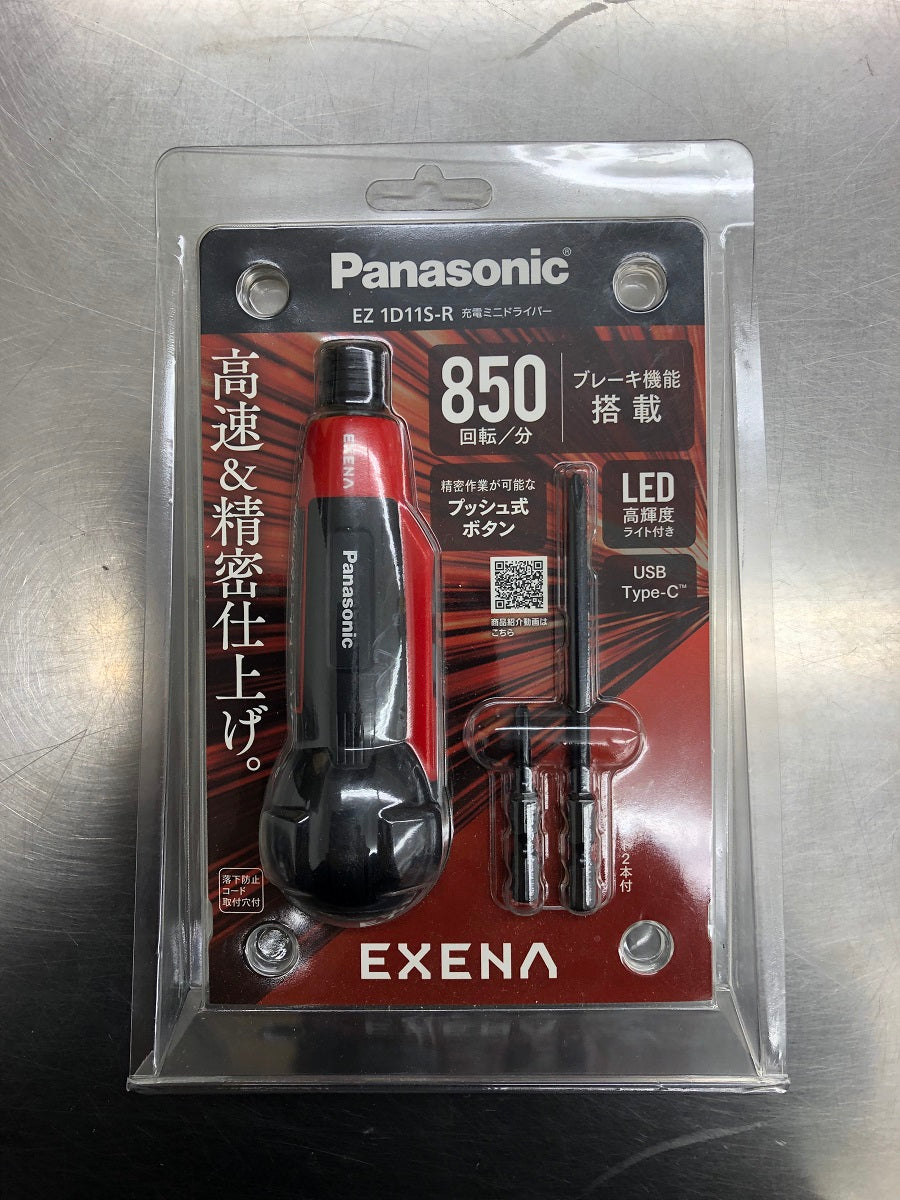 Panasonic®
EZ 1D11S-R 充電ミニドライバー
高速&精密仕上げ。
850
回転/分
ブレーキ機能
搭載
精密作業が可能な
プッシュ式
ボタン
LED
高輝度
ライト付き
USB
Type-C™
商品紹介動画は
こちら
EXENA
Panasonic
2本付
落下防止
コード
取付穴付
EXENA